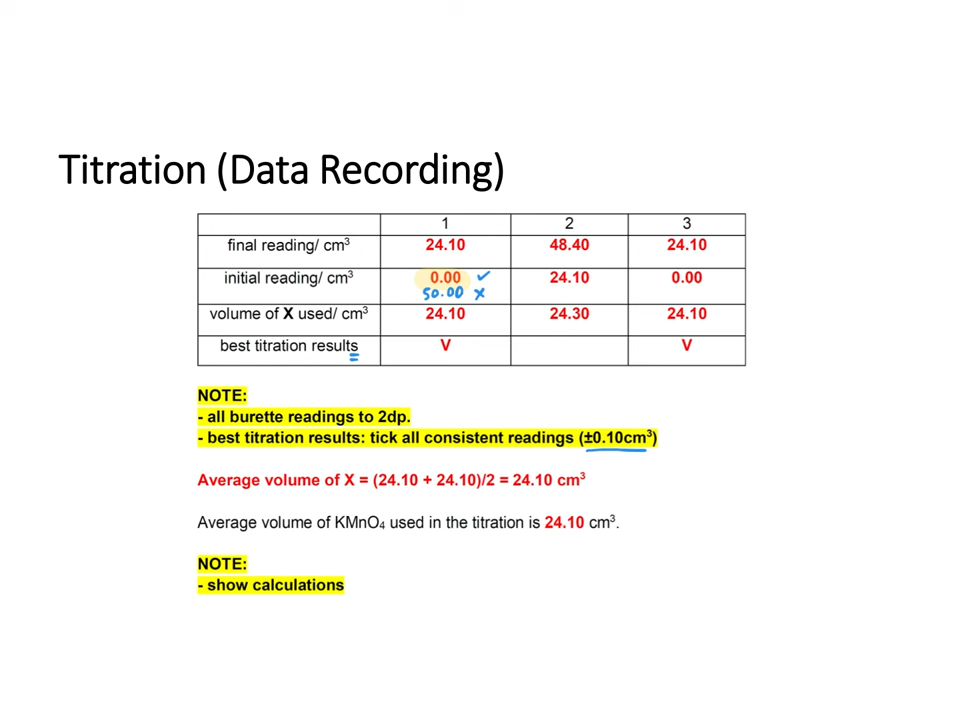 Titration (Data Recording)
1 2 3
final reading/ cm³ 24.10 48.40 24.10
initial reading/ cm³ 0.00 ✓ 24.10 0.00
50.00 x
volume of X used/ cm³ 24.10 24.30 24.10
best titration results V V
NOTE:
- all burette readings to 2dp.
- best titration results: tick all consistent readings (±0.10cm³)
Average volume of X = (24.10 + 24.10)/2 = 24.10 cm³
Average volume of KMnO₄ used in the titration is 24.10 cm³.
NOTE:
- show calculations